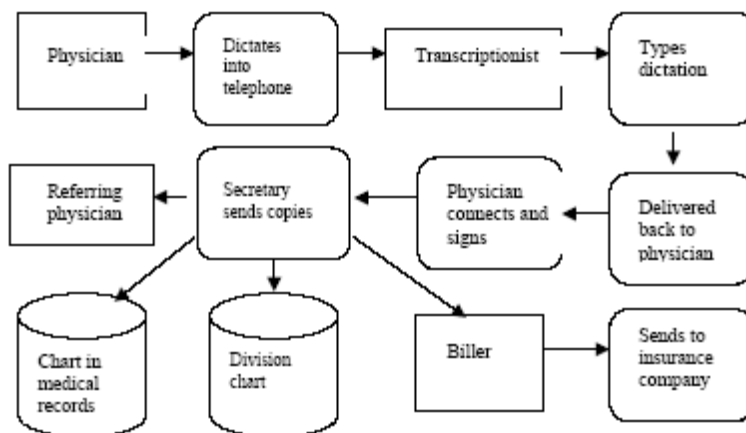 Physician
Dictates
into
telephone
Transcriptionist
Types
dictation
Referring
physician
Secretary
sends copies
Physician
connects and
signs
Delivered
back to
physician
Chart in
medical
records
Division
chart
Biller
Sends to
insurance
company